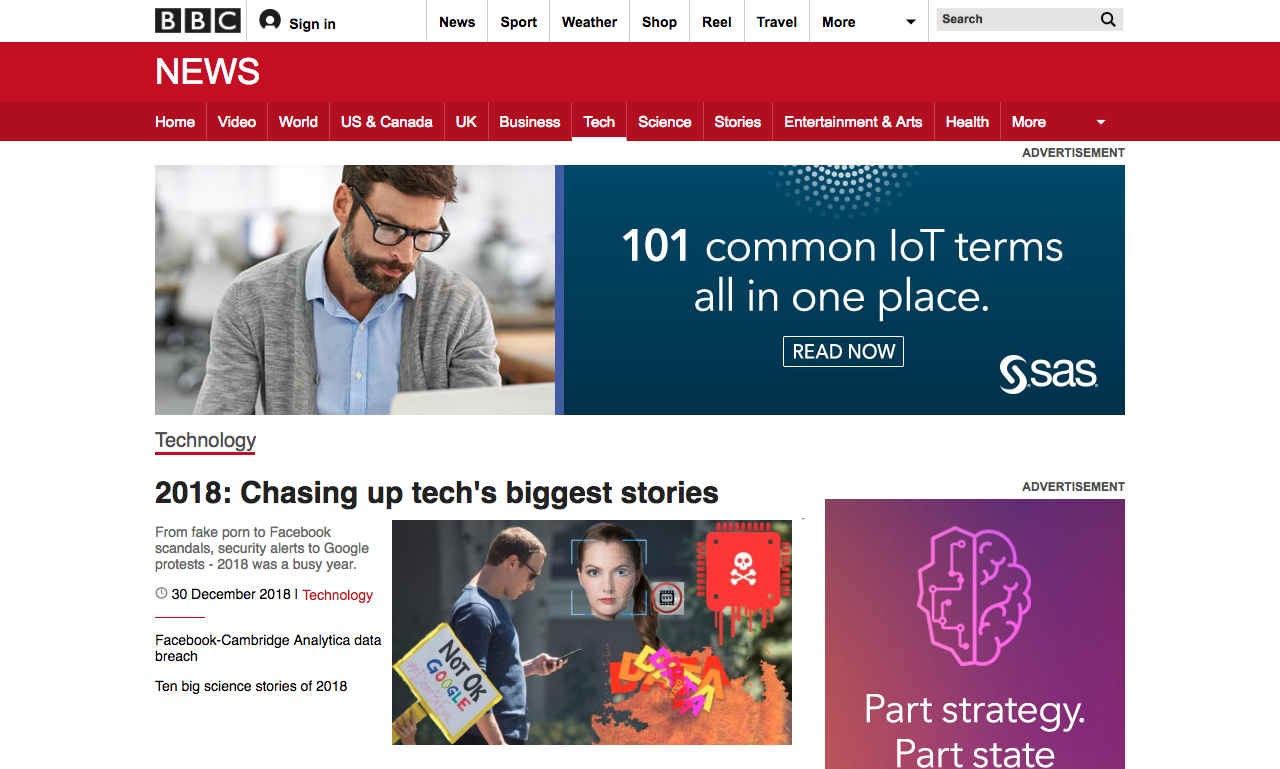 BBC
Sign in
News
Sport
Weather
Shop
Reel
Travel
More
Search
NEWS
Home
Video
World
US & Canada
UK
Business
Tech
Science
Stories
Entertainment & Arts
Health
More
ADVERTISEMENT
101 common IoT terms
all in one place.
READ NOW
sas
Technology
2018: Chasing up tech's biggest stories
From fake porn to Facebook
scandals, security alerts to Google
protests - 2018 was a busy year.
30 December 2018 | Technology
Facebook-Cambridge Analytica data
breach
Ten big science stories of 2018
NOT OK
GOOGLE
DATA
ADVERTISEMENT
Part strategy.
Part state